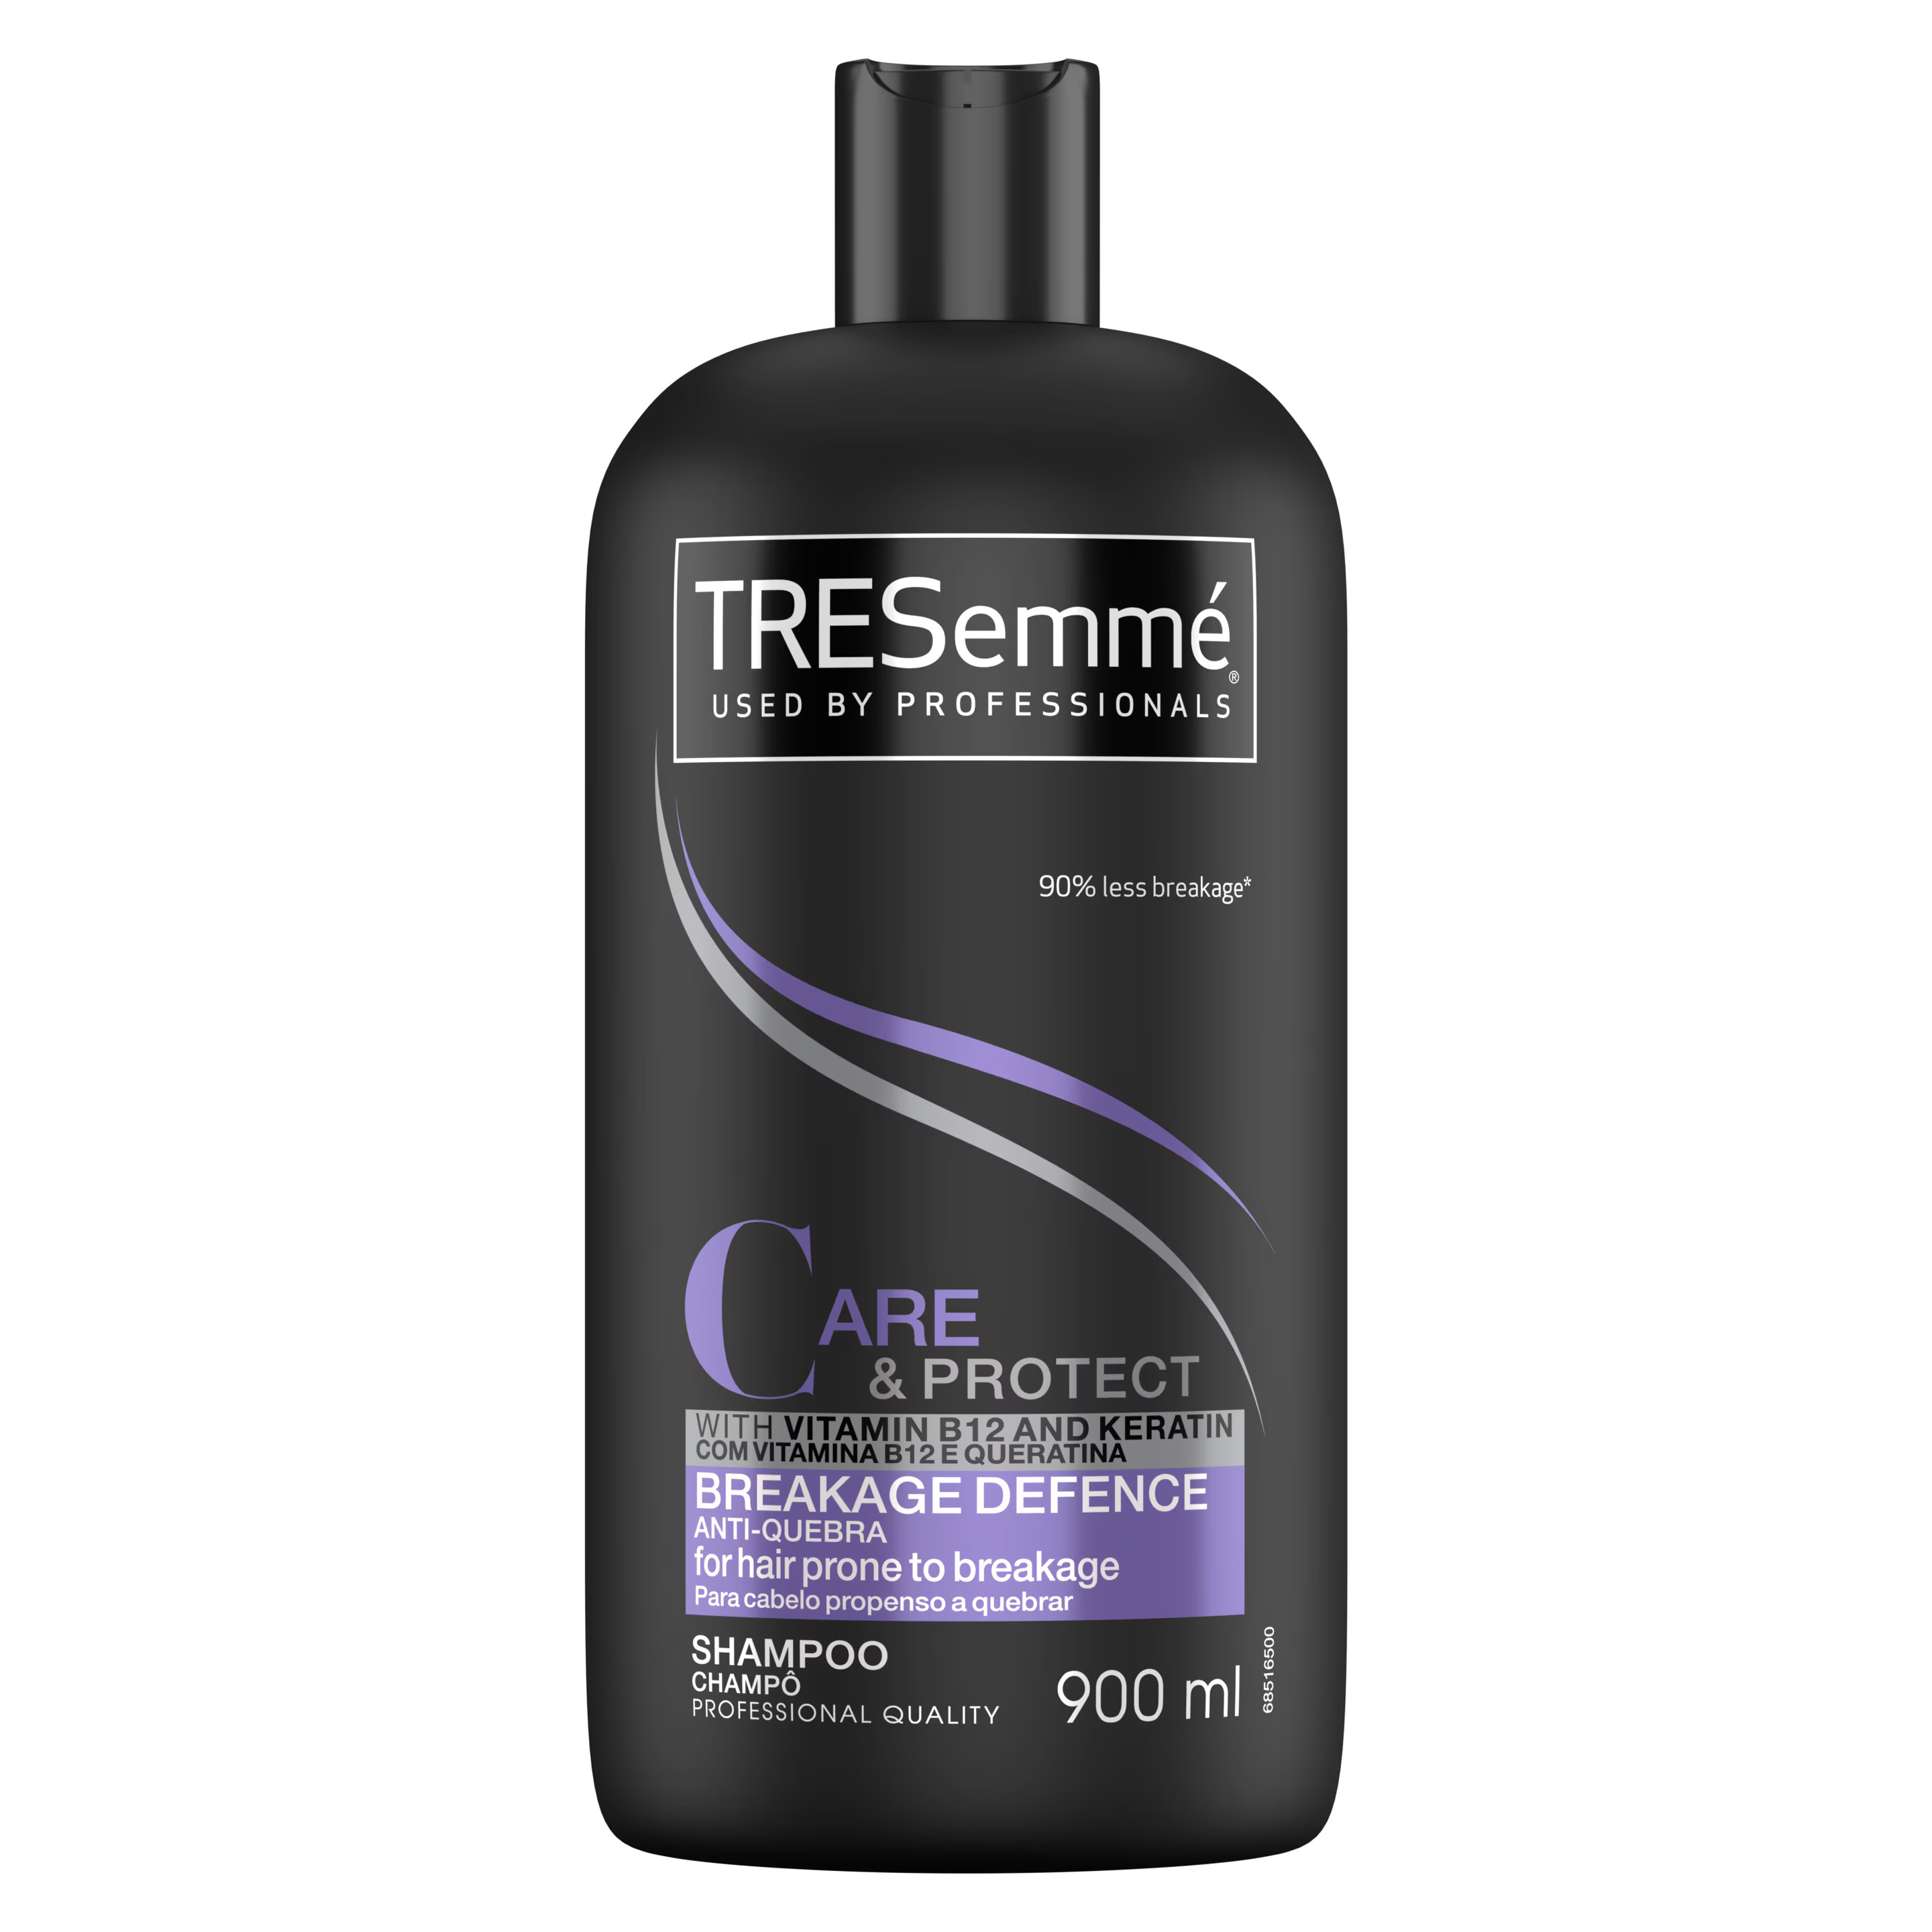 TRESemmé®
USED BY PROFESSIONALS
90% less breakage*
CARE
& PROTECT
WITH VITAMIN B12 AND KERATIN
COM VITAMINA B12 E QUERATINA
BREAKAGE DEFENCE
ANTI-QUEBRA
for hair prone to breakage
Para cabelo propenso a quebrar
SHAMPOO
CHAMPÔ
PROFESSIONAL QUALITY
900 ml
68516500